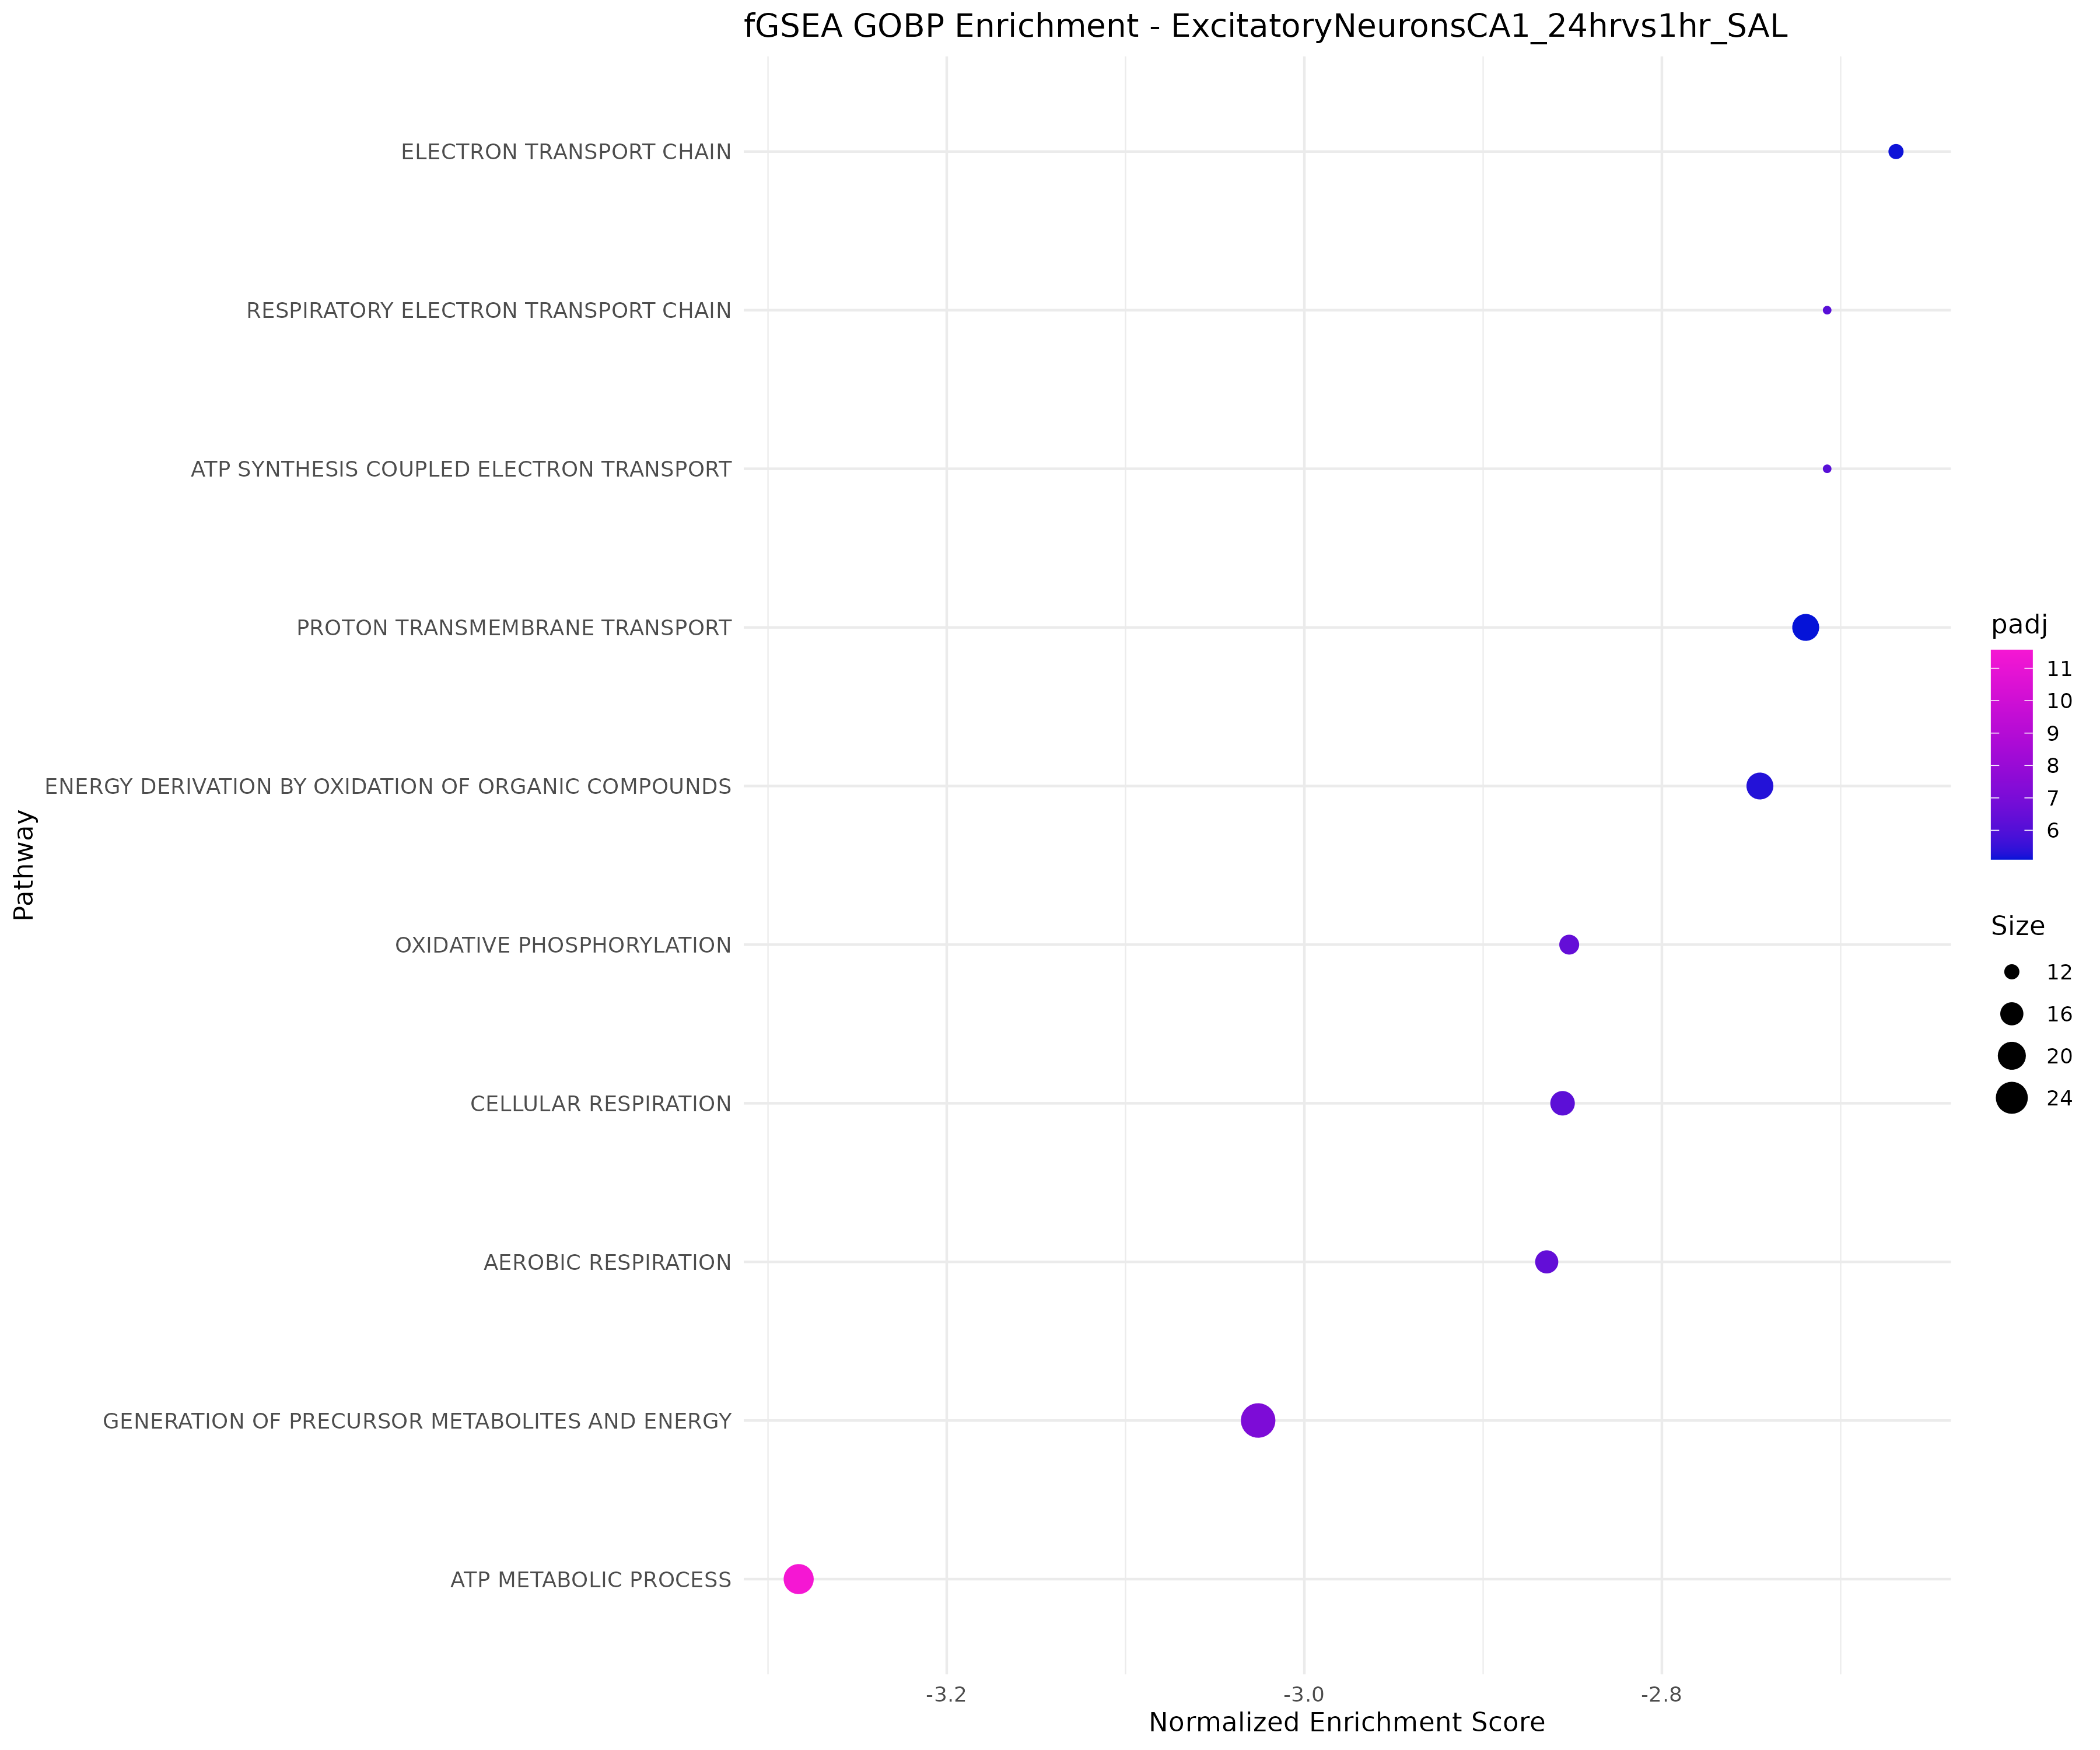 fGSEA GOBP Enrichment - ExcitatoryNeuronsCA1_24hrvs1hr_SAL
ELECTRON TRANSPORT CHAIN
RESPIRATORY ELECTRON TRANSPORT CHAIN
ATP SYNTHESIS COUPLED ELECTRON TRANSPORT
PROTON TRANSMEMBRANE TRANSPORT
ENERGY DERIVATION BY OXIDATION OF ORGANIC COMPOUNDS
OXIDATIVE PHOSPHORYLATION
CELLULAR RESPIRATION
AEROBIC RESPIRATION
GENERATION OF PRECURSOR METABOLITES AND ENERGY
ATP METABOLIC PROCESS
Pathway
-3.2
-3.0
-2.8
Normalized Enrichment Score
padj
11
10
9
8
7
6
Size
12
16
20
24